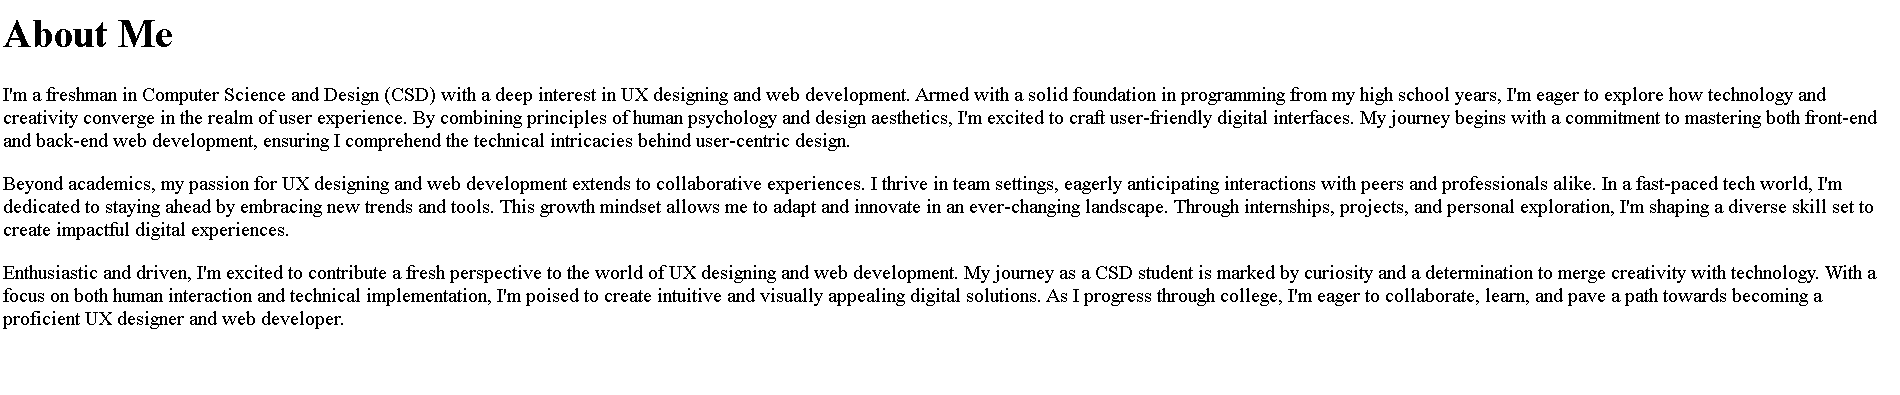 About Me
I'm a freshman in Computer Science and Design (CSD) with a deep interest in UX designing and web development. Armed with a solid foundation in programming from my high school years, I'm eager to explore how technology and
creativity converge in the realm of user experience. By combining principles of human psychology and design aesthetics, I'm excited to craft user-friendly digital interfaces. My journey begins with a commitment to mastering both front-end
and back-end web development, ensuring I comprehend the technical intricacies behind user-centric design.
Beyond academics, my passion for UX designing and web development extends to collaborative experiences. I thrive in team settings, eagerly anticipating interactions with peers and professionals alike. In a fast-paced tech world, I'm
dedicated to staying ahead by embracing new trends and tools. This growth mindset allows me to adapt and innovate in an ever-changing landscape. Through internships, projects, and personal exploration, I'm shaping a diverse skill set to
create impactful digital experiences.
Enthusiastic and driven, I'm excited to contribute a fresh perspective to the world of UX designing and web development. My journey as a CSD student is marked by curiosity and a determination to merge creativity with technology. With a
focus on both human interaction and technical implementation, I'm poised to create intuitive and visually appealing digital solutions. As I progress through college, I'm eager to collaborate, learn, and pave a path towards becoming a
proficient UX designer and web developer.